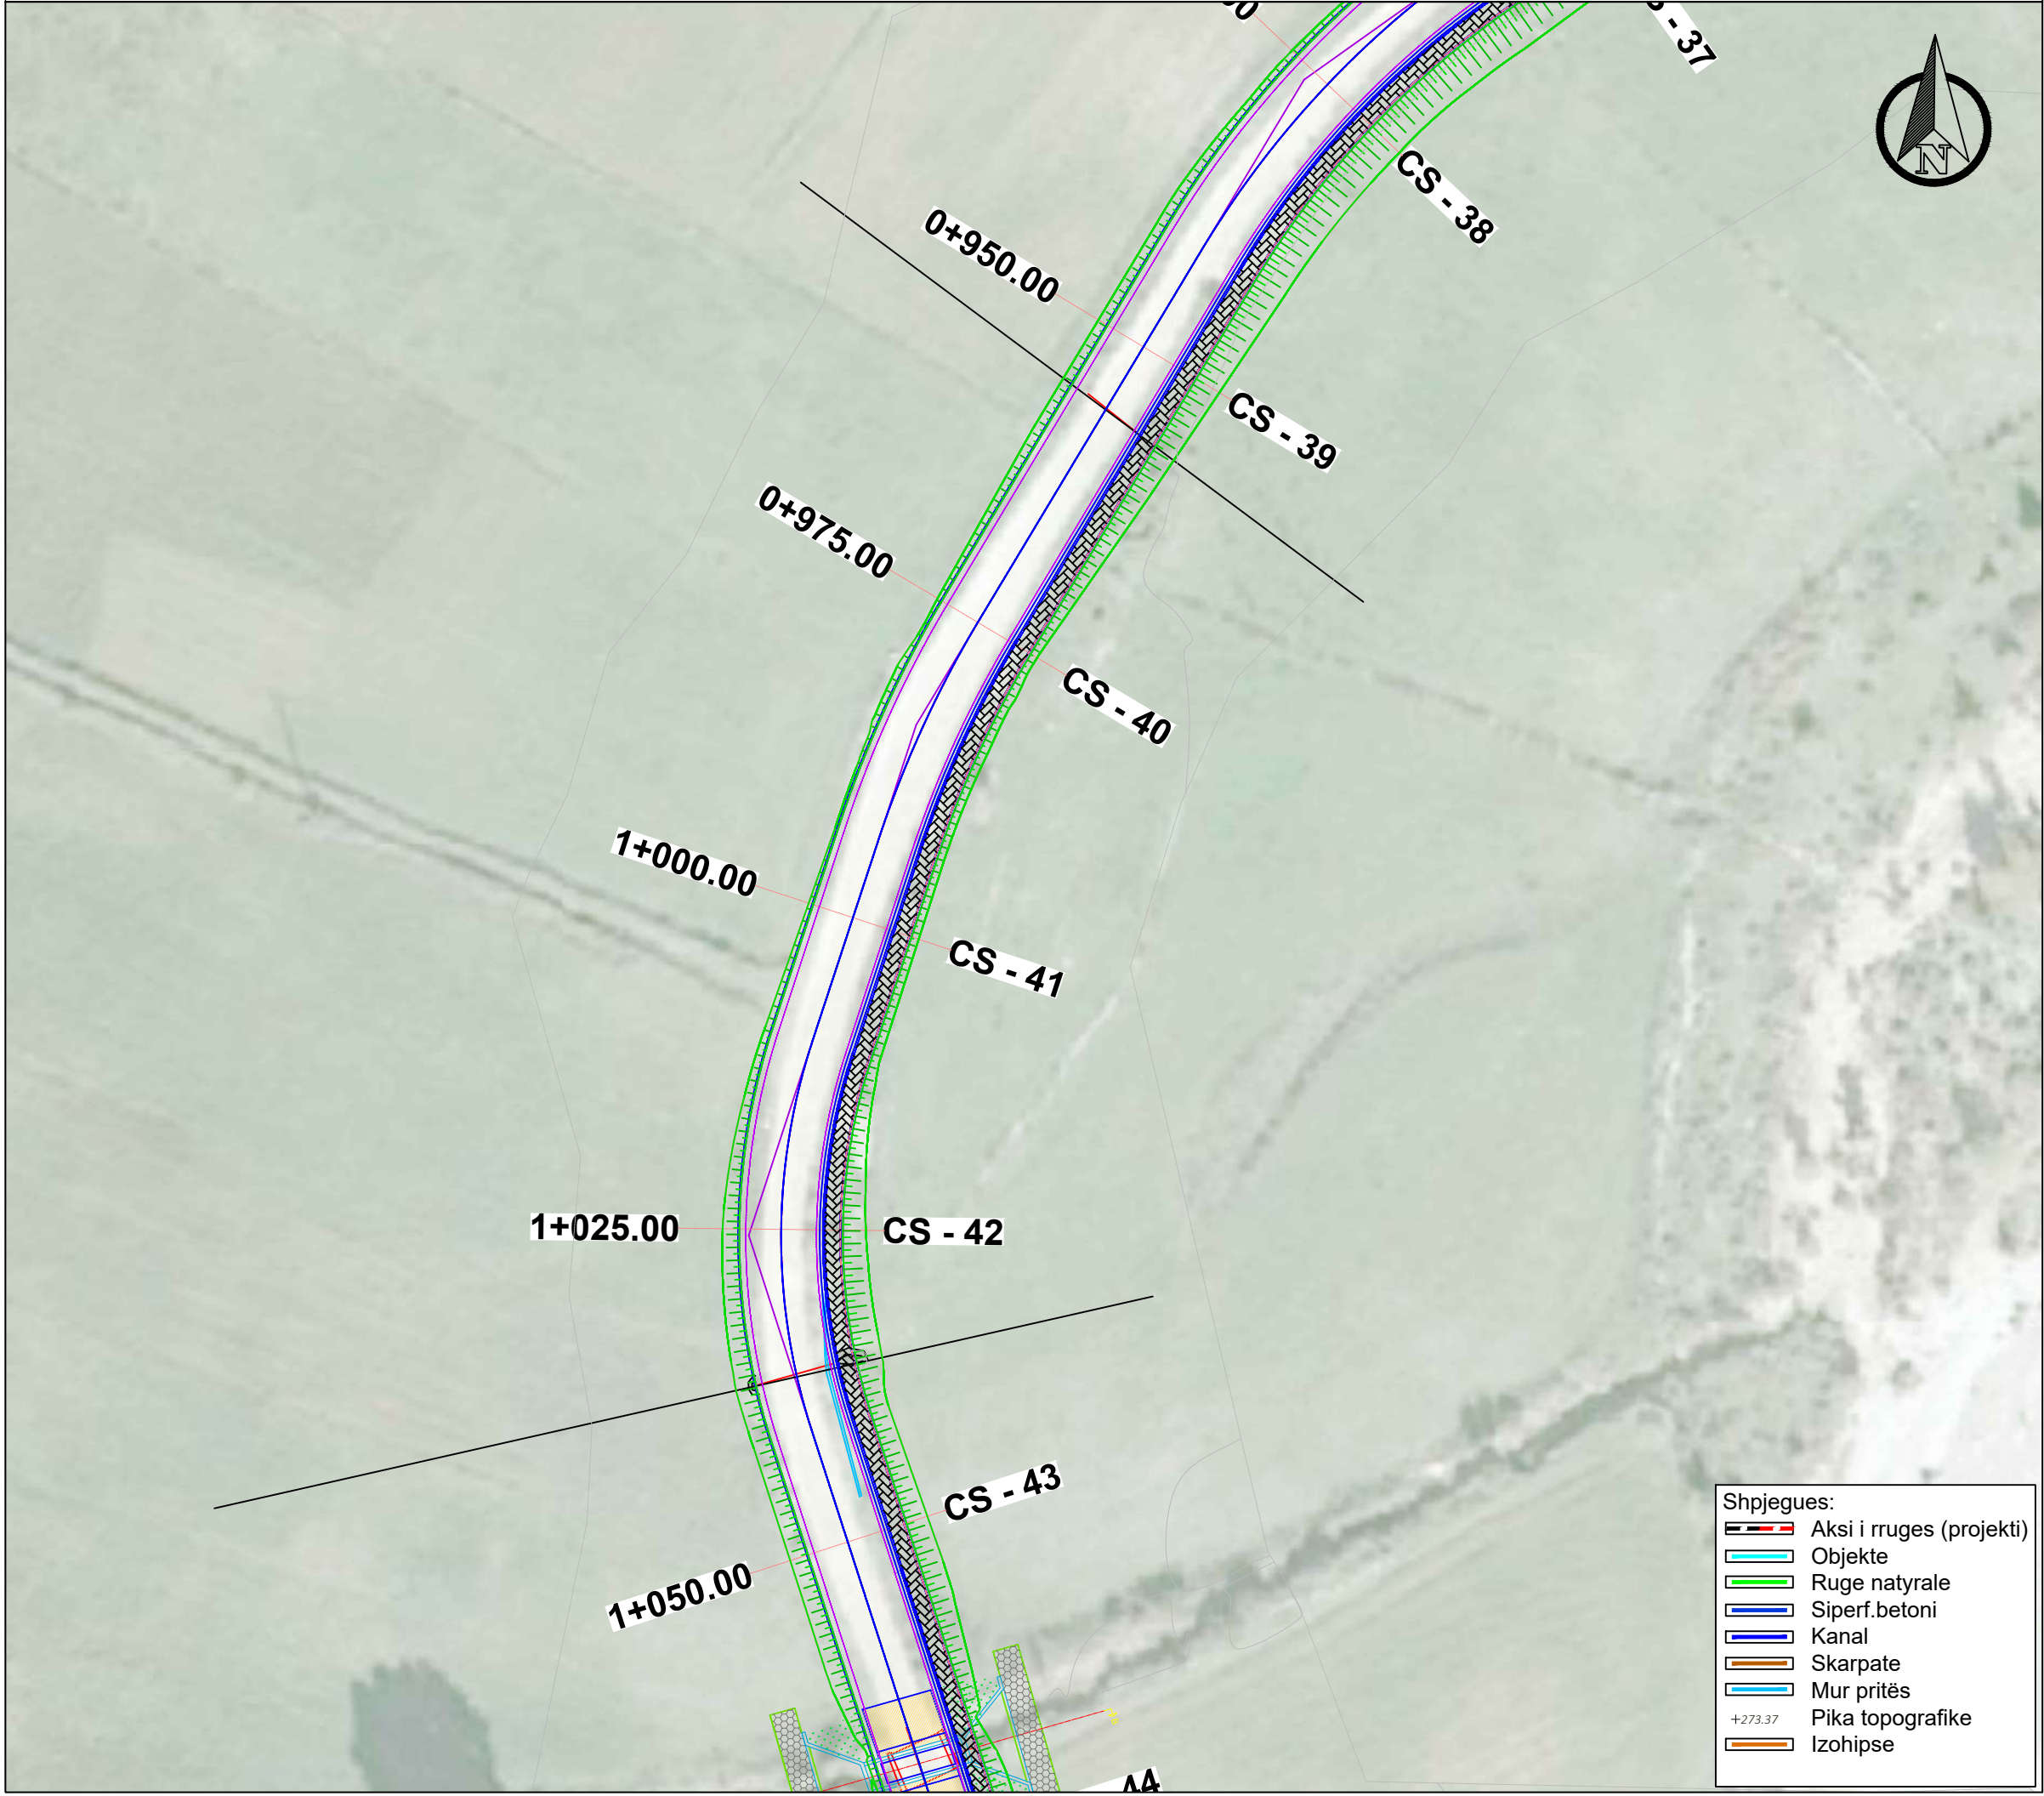 - 37
N
CS - 38
0+950.00
CS - 39
0+975.00
CS - 40
1+000.00
CS - 41
1+025.00
CS - 42
CS - 43
1+050.00
44
Shpjegues:
Aksi i rruges (projekti)
Objekte
Ruge natyrale
Siperf.betoni
Kanal
Skarpate
Mur pritës
+273.37 Pika topografike
Izohipse